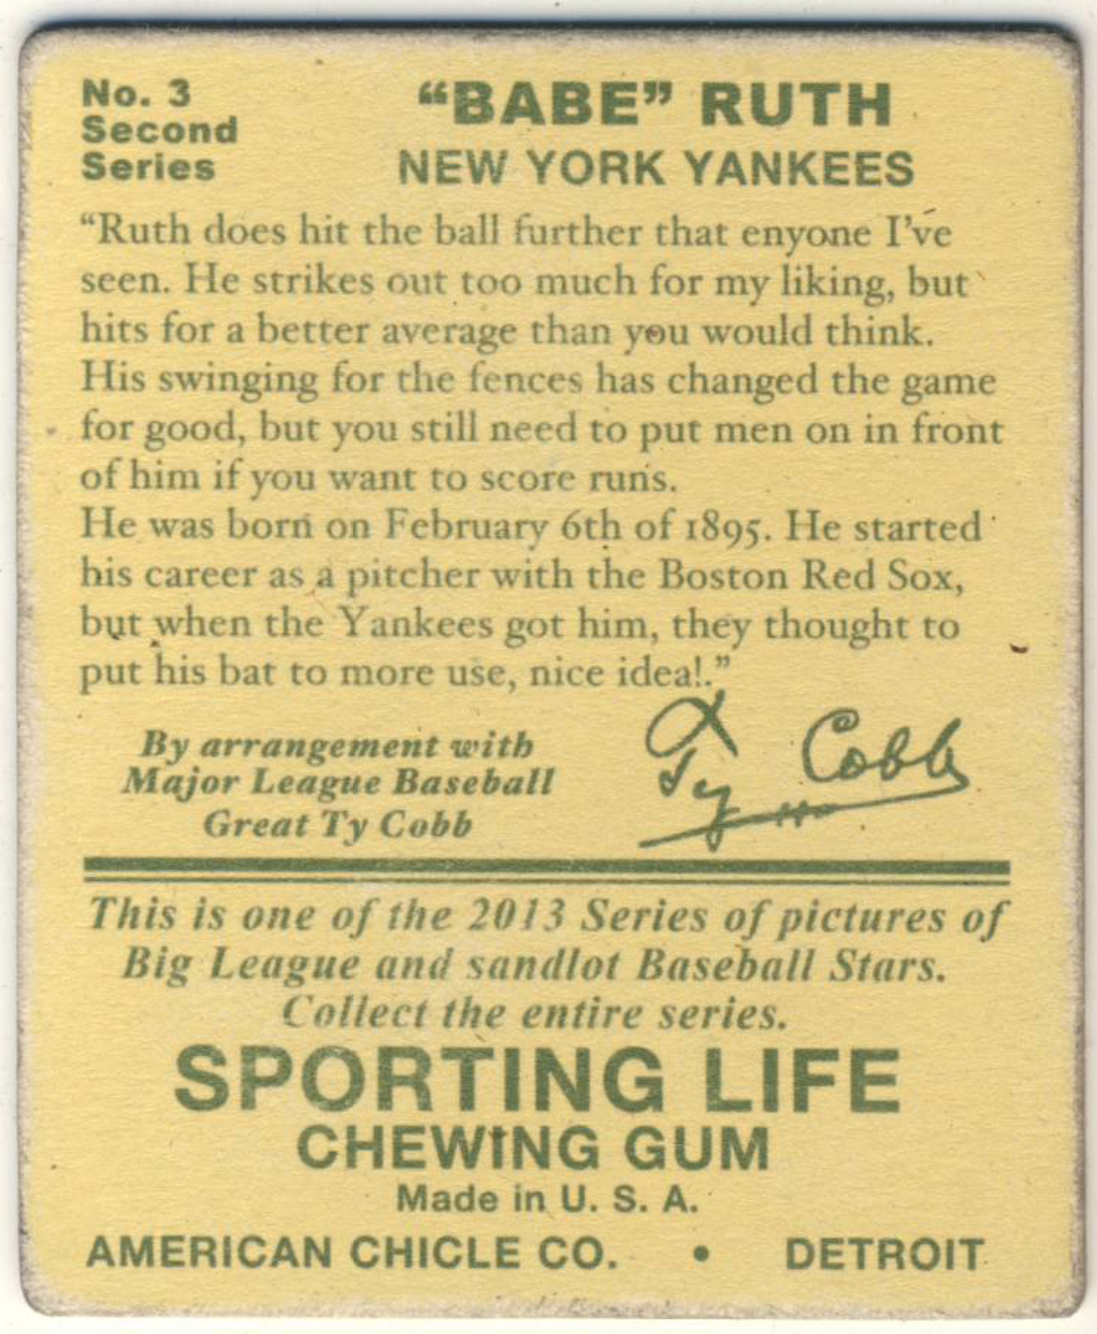 No. 3
Second
Series
“BABE” RUTH
NEW YORK YANKEES
“Ruth does hit the ball further that enyone I've
seen. He strikes out too much for my liking, but
hits for a better average than you would think.
His swinging for the fences has changed the game
for good, but you still need to put men on in front
of him if you want to score runs.
He was born on February 6th of 1895. He started
his career as a pitcher with the Boston Red Sox,
but when the Yankees got him, they thought to
put his bat to more use, nice idea!.”
By arrangement with
Major League Baseball
Great Ty Cobb
Ty Cobb
This is one of the 2013 Series of pictures of
Big League and sandlot Baseball Stars.
Collect the entire series.
SPORTING LIFE
CHEWING GUM
Made in U. S. A.
AMERICAN CHICLE CO. • DETROIT